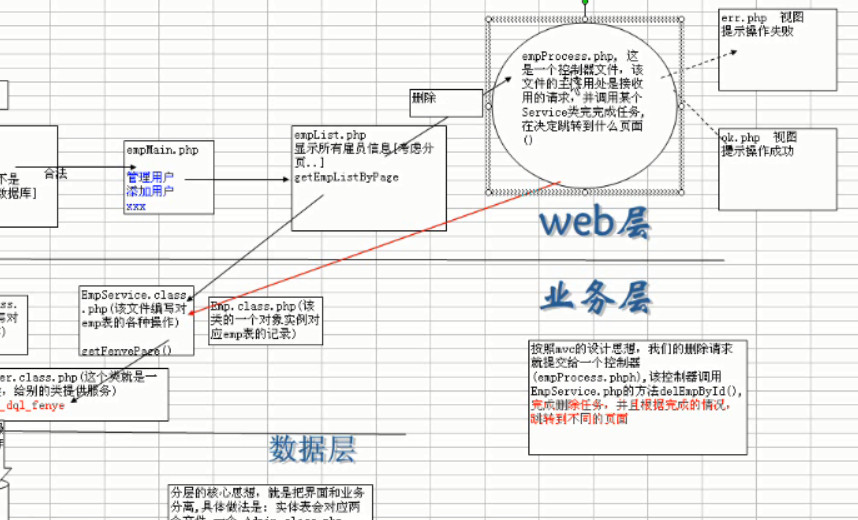 err.php 视图
提示操作失败
empProcess.php, 这
是一个控制器文件, 该
文件的主要用处是接收
用的请求, 并调用某个
Service类完完成任务,
在决定跳转到什么页面
()
删除
ok.php 视图
提示操作成功
empList.php
显示所有雇员信息[考虑分
页..]
getEmpListByPage
empMain.php
管理用户
添加用户
xxx
合法
不是
数据库]
web层
业务层
EmpService.class
.php(该文件编写对
emp表的各种操作)
getFenyePage()
Emp.class.php(该
类的一个对象实例对
应emp表的记录)
ss.
写对
)
按照mvc的设计思想, 我们的删除请求
就提交给一个控制器
(empProcess.phph),该控制器调用
EmpService.php的方法delEmpById(),
完成删除任务, 并且根据完成的情况,
跳转到不同的页面
er.class.php(这个类就是一
, 给别的类提供服务)
_dql_fenye
数据层
分层的核心思想, 就是把界面和业务
分离,具体做法是: 实体表会对应两